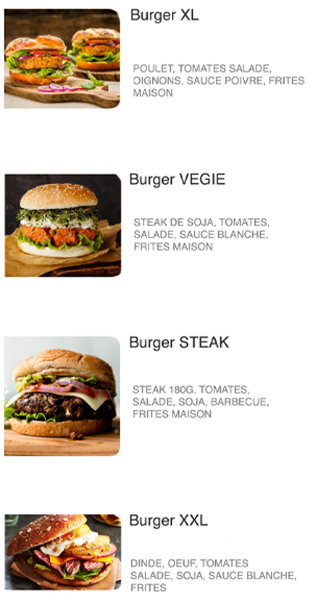 Burger XL
POULET, TOMATES SALADE,
OIGNONS, SAUCE POIVRE, FRITES
MAISON
Burger VEGIE
STEAK DE SOJA, TOMATES,
SALADE, SAUCE BLANCHE,
FRITES MAISON
Burger STEAK
STEAK 180G, TOMATES,
SALADE, SOJA, BARBECUE,
FRITES MAISON
Burger XXL
DINDE, OEUF, TOMATES
SALADE, SOJA, SAUCE BLANCHE,
FRITES